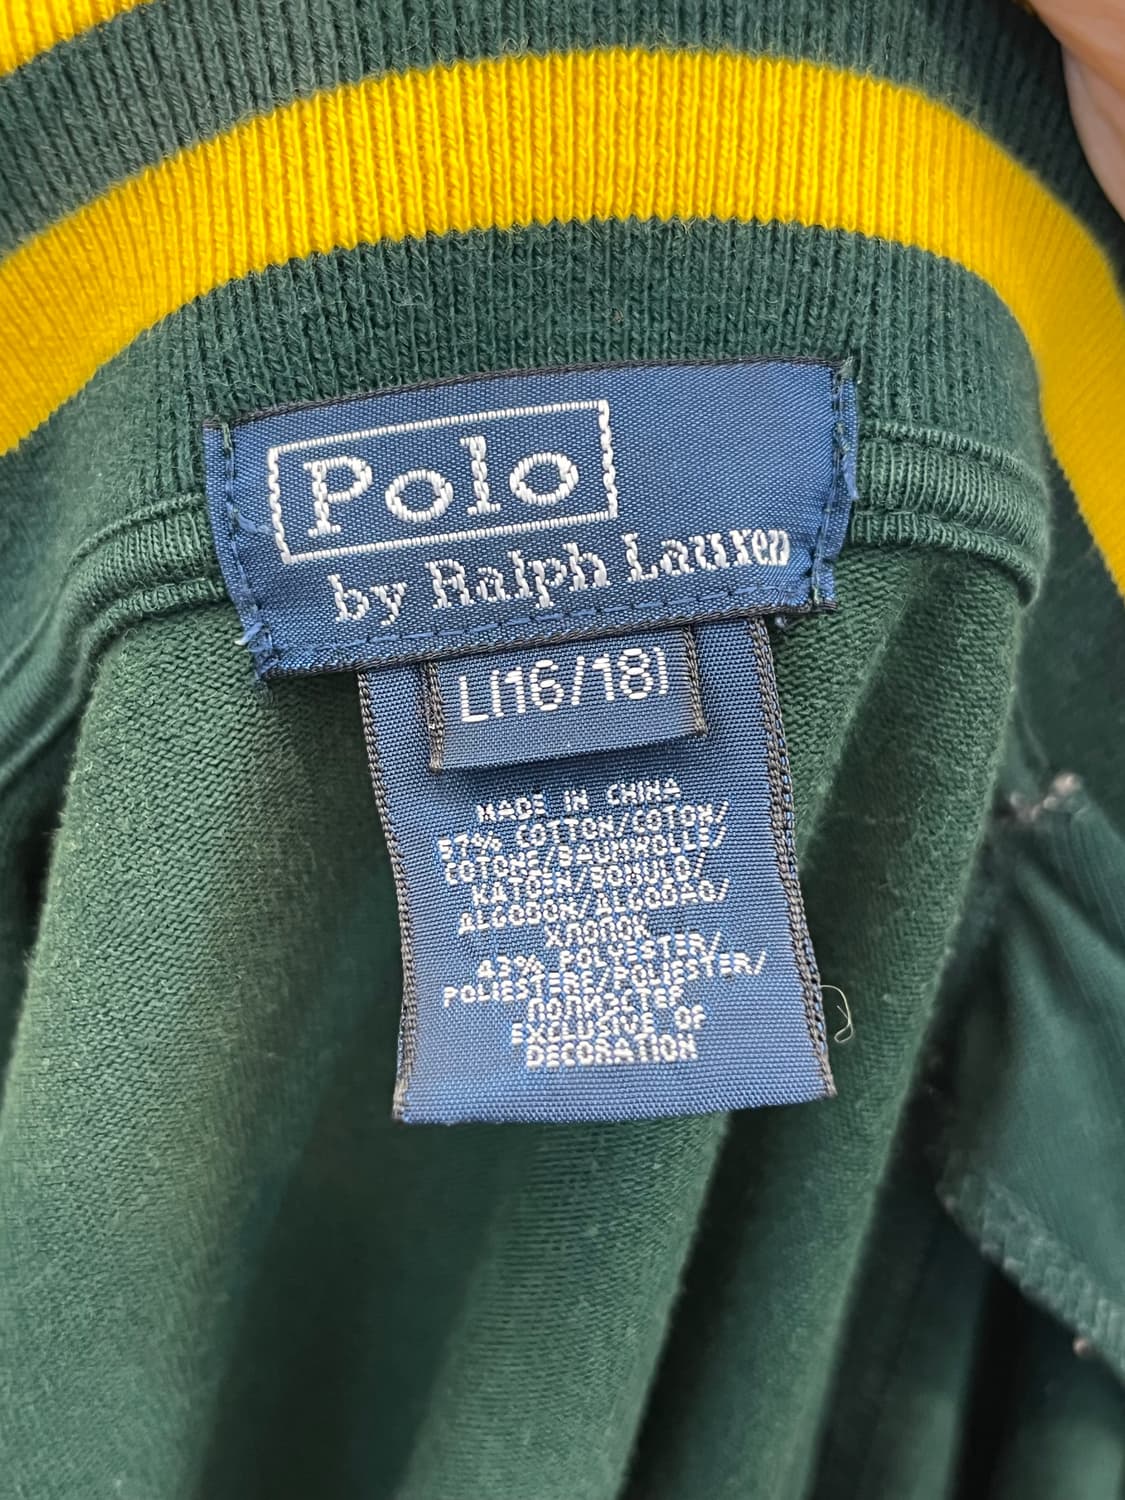 Polo
by Ralph Lauren
L(16/18)
MADE IN CHINA
57% COTTON/COTON/
COTONE/BAUMWOLLE/
KATOEN/BOMULD/
ALGODON/ALGODAO/
ХЛОПОК
43% POLYESTER/
POLIESTERE/POLIESTER/
ПОЛИЭСТЕР
EXCLUSIVE OF
DECORATION